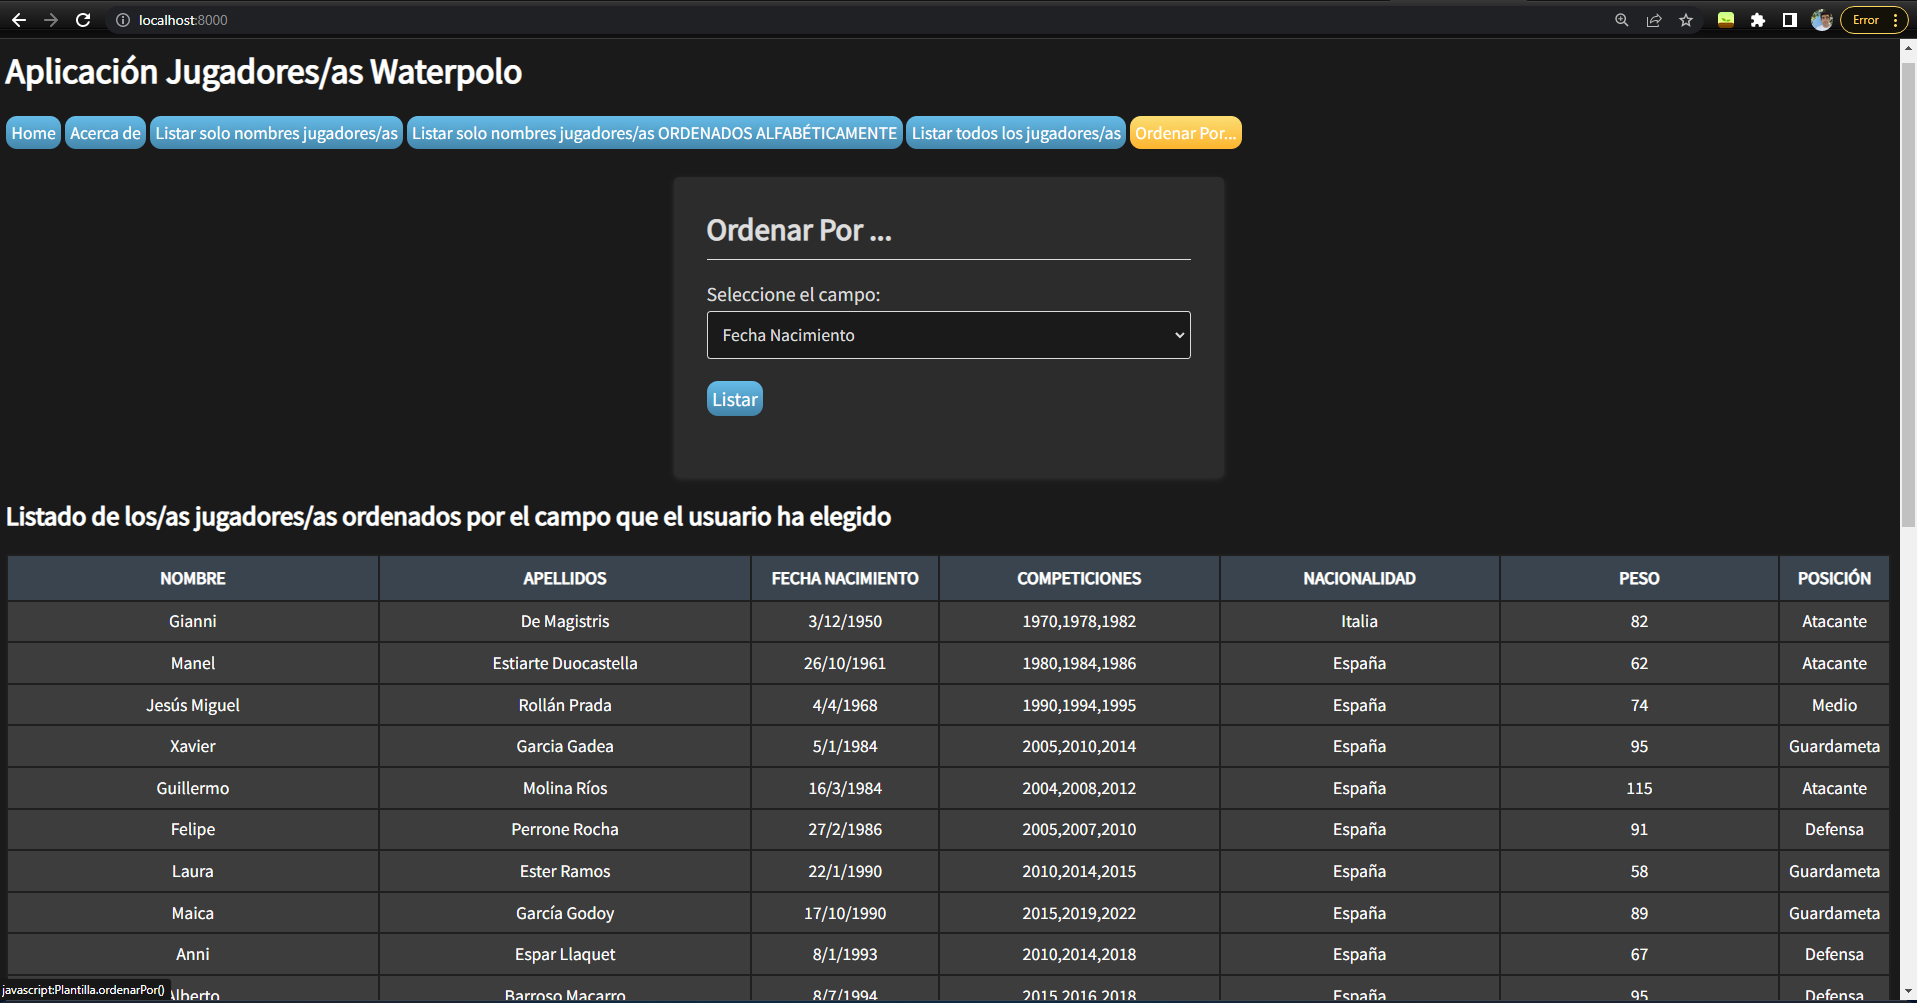 localhost:8000
Error
Aplicación Jugadores/as Waterpolo
Home Acerca de Listar solo nombres jugadores/as Listar solo nombres jugadores/as ORDENADOS ALFABÉTICAMENTE Listar todos los jugadores/as Ordenar Por...
Ordenar Por ...
Seleccione el campo:
Fecha Nacimiento
Listar
Listado de los/as jugadores/as ordenados por el campo que el usuario ha elegido
NOMBRE APELLIDOS FECHA NACIMIENTO COMPETICIONES NACIONALIDAD PESO POSICIÓN
Gianni De Magistris 3/12/1950 1970,1978,1982 Italia 82 Atacante
Manel Estiarte Duocastella 26/10/1961 1980,1984,1986 España 62 Atacante
Jesús Miguel Rollán Prada 4/4/1968 1990,1994,1995 España 74 Medio
Xavier Garcia Gadea 5/1/1984 2005,2010,2014 España 95 Guardameta
Guillermo Molina Ríos 16/3/1984 2004,2008,2012 España 115 Atacante
Felipe Perrone Rocha 27/2/1986 2005,2007,2010 España 91 Defensa
Laura Ester Ramos 22/1/1990 2010,2014,2015 España 58 Guardameta
Maica García Godoy 17/10/1990 2015,2019,2022 España 89 Guardameta
Anni Espar Llaquet 8/1/1993 2010,2014,2018 España 67 Defensa
Alberto Barroso Macarro 8/7/1994 2015,2016,2018 España 95 Defensa
javascript:Plantilla.ordenarPor()